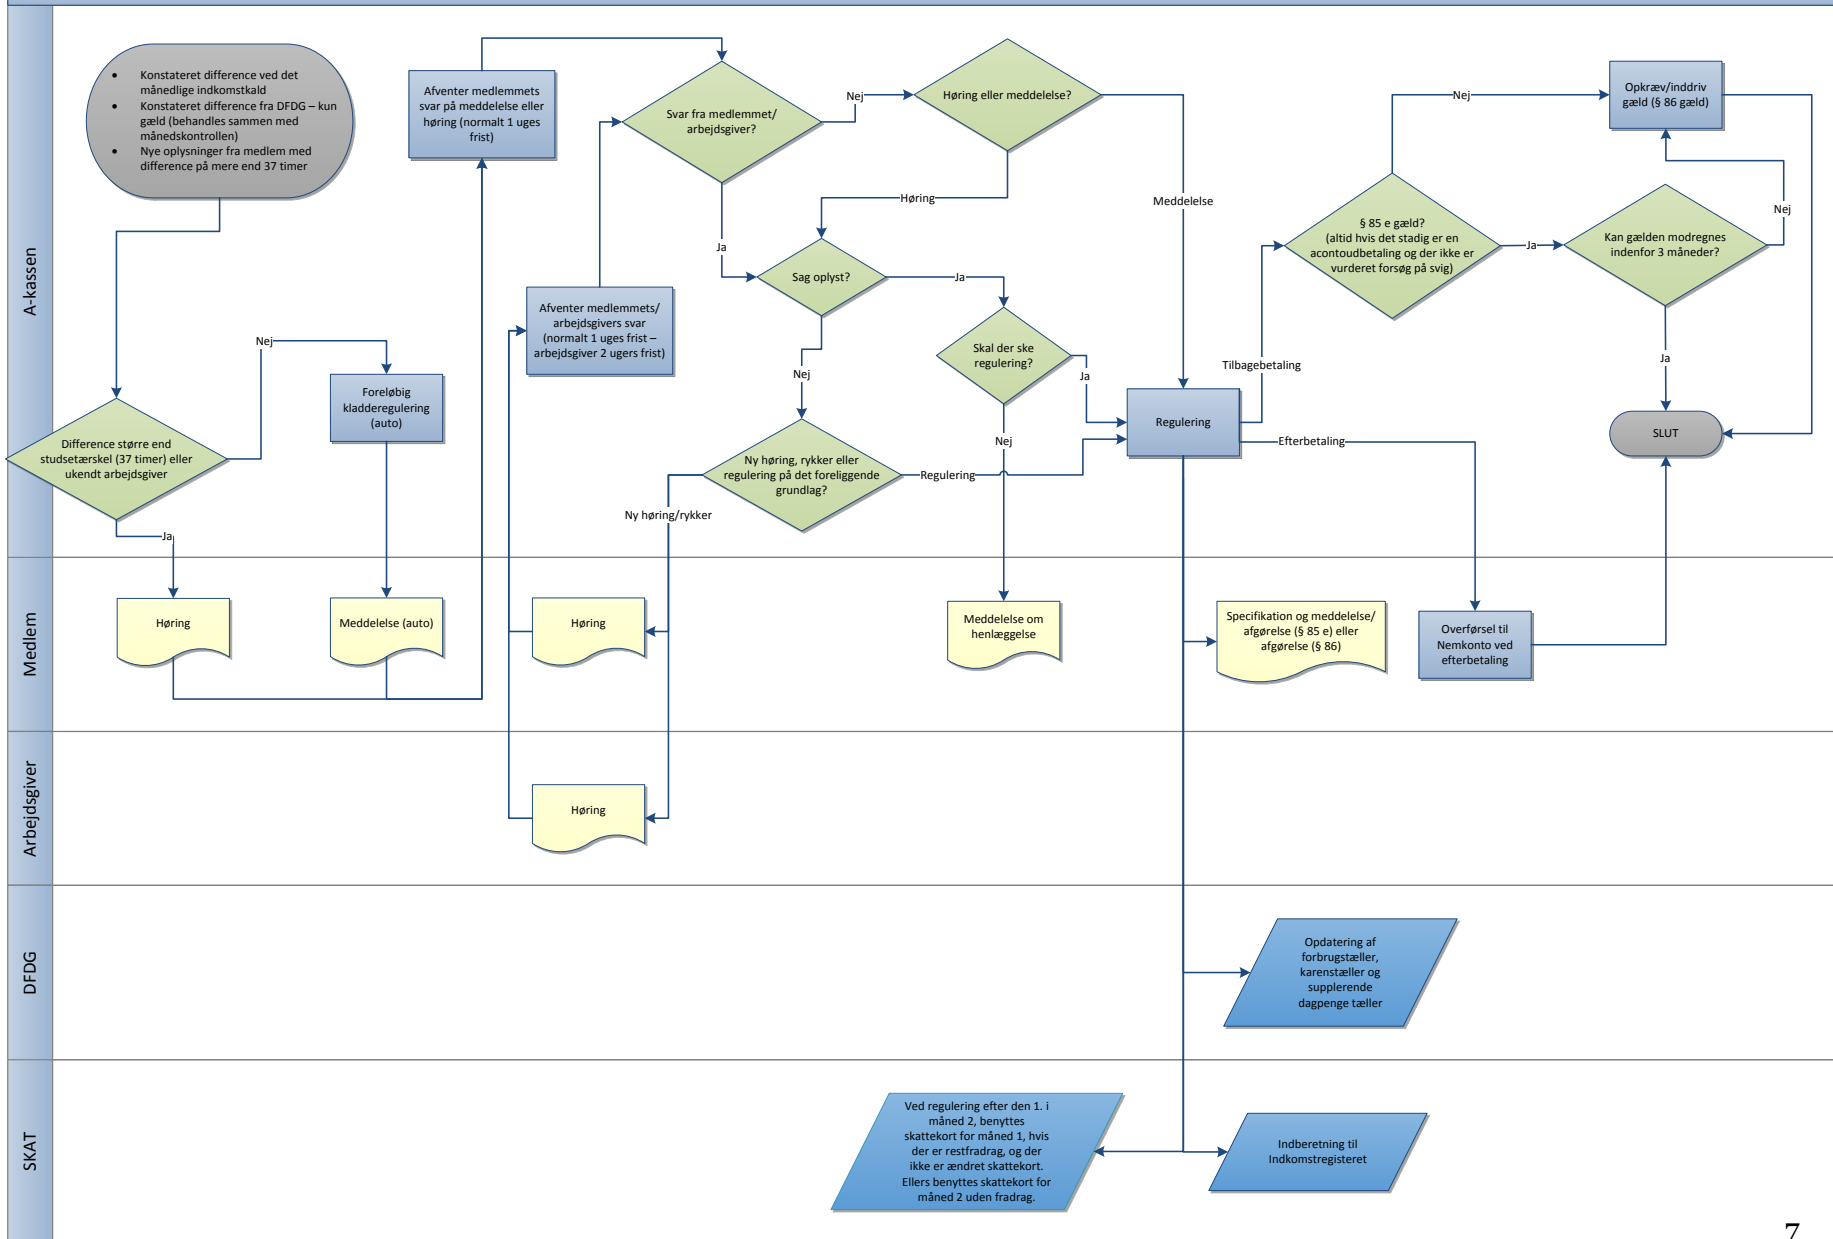 A-kassen
• Konstateret difference ved det
månedlige indkomstkald
• Konstateret difference fra DFDG – kun
gæld (behandles sammen med
månedskontrollen)
• Nye oplysninger fra medlem med
difference på mere end 37 timer
Afventer medlemmets
svar på meddelelse eller
høring (normalt 1 uges
frist)
Svar fra medlemmet/
arbejdsgiver?
Nej
Høring eller meddelelse?
Nej
Opkræv/inddriv
gæld (§ 86 gæld)
Høring
Meddelelse
§ 85 e gæld?
(altid hvis det stadig er en
acontoudbetaling og der ikke er
vurderet forsøg på svig)
Ja
Kan gælden modregnes
indenfor 3 måneder?
Nej
Ja
Sag oplyst?
Ja
Afventer medlemmets/
arbejdsgivers svar
(normalt 1 uges frist –
arbejdsgiver 2 ugers frist)
Skal der ske
regulering?
Ja
Nej
Tilbagebetaling
Ja
Nej
Foreløbig
kladderegulering
(auto)
Regulering
SLUT
Difference større end
studsetærskel (37 timer) eller
ukendt arbejdsgiver
Nej
Efterbetaling
Ny høring, rykker eller
regulering på det foreliggende
grundlag?
Regulering
Ny høring/rykker
Ja
Medlem
Høring
Meddelelse (auto)
Høring
Meddelelse om
henlæggelse
Specifikation og meddelelse/
afgørelse (§ 85 e) eller
afgørelse (§ 86)
Overførsel til
Nemkonto ved
efterbetaling
Arbejdsgiver
Høring
DFDG
Opdatering af
forbrugstæller,
karenstæller og
supplerende
dagpenge tæller
SKAT
Ved regulering efter den 1. i
måned 2, benyttes
skattekort for måned 1, hvis
der er restfradrag, og der
ikke er ændret skattekort.
Ellers benyttes skattekort for
måned 2 uden fradrag.
Indberetning til
Indkomstregisteret
7